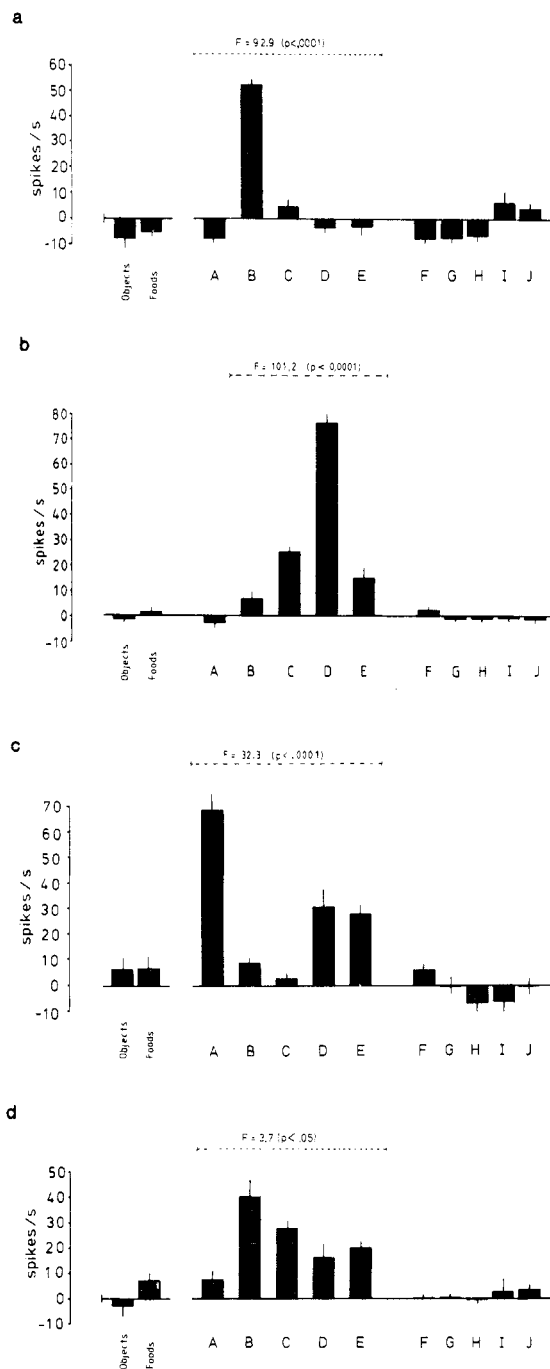 a
F = 92.9 (p<.0001)
60
50
40
30
20
10
0
-10
spikes/s
Objects
Foods
A B C D E F G H I J
b
F = 101.2 (p < 0.0001)
80
70
60
50
40
30
20
10
0
-10
spikes/s
Objects
Foods
A B C D E F G H I J
c
F = 32.3 (p< .0001)
70
60
50
40
30
20
10
0
-10
spikes/s
Objects
Foods
A B C D E F G H I J
d
F = 3.7 (p< .05)
50
40
30
20
10
0
-10
spikes/s
Objects
Foods
A B C D E F G H I J